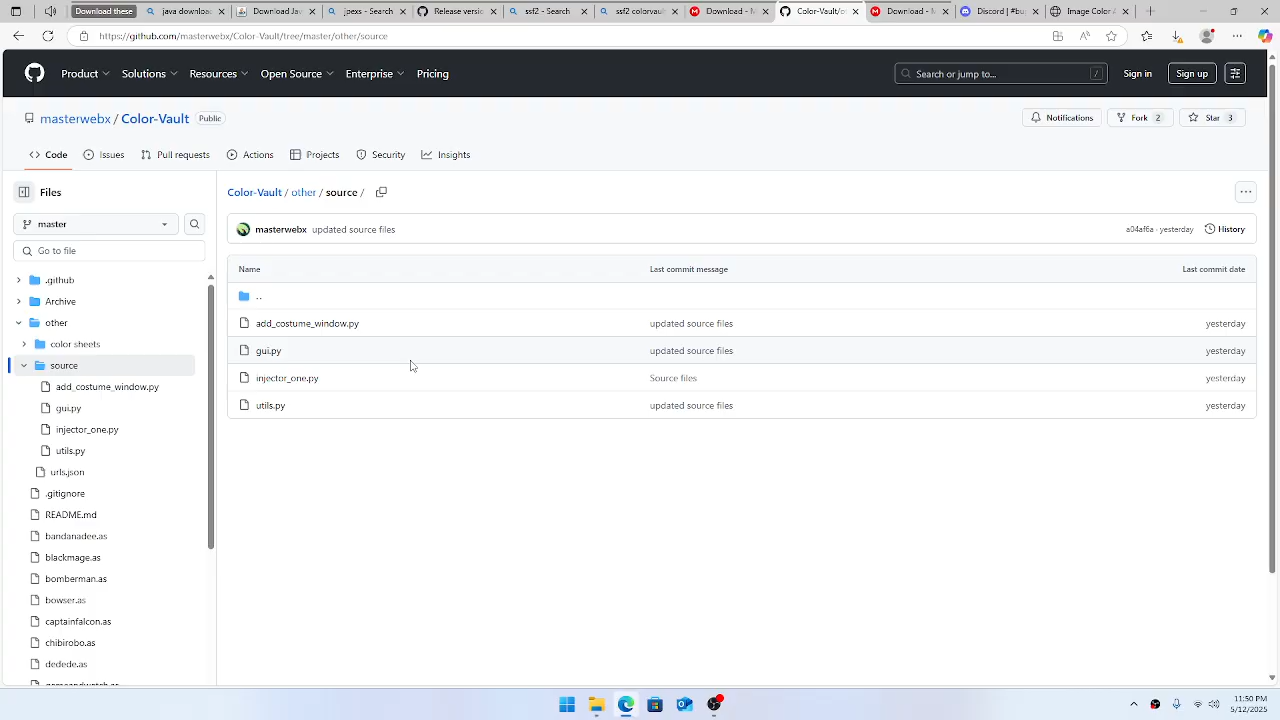 Download these
java download
Download Jav
jpexs - Search
Release versio
ssf2 - Search
ssf2 colorvault
Download - M
Color-Vault/o
Download - M
Discord | #bu
Image Color A
https://github.com/masterwebx/Color-Vault/tree/master/other/source
Product
Solutions
Resources
Open Source
Enterprise
Pricing
Search or jump to...
/
Sign in
Sign up
masterwebx / Color-Vault
Public
Notifications
Fork 2
Star 3
Code
Issues
Pull requests
Actions
Projects
Security
Insights
Files
Color-Vault / other / source /
master
masterwebx updated source files
a04af6a · yesterday
History
Go to file
Name
Last commit message
Last commit date
.github
..
Archive
other
add_costume_window.py
updated source files
yesterday
color sheets
gui.py
updated source files
yesterday
source
injector_one.py
Source files
yesterday
add_costume_window.py
utils.py
updated source files
yesterday
gui.py
injector_one.py
utils.py
urls.json
.gitignore
README.md
bandanadee.as
blackmage.as
bomberman.as
bowser.as
captainfalcon.as
chibirobo.as
dedede.as
11:50 PM
5/12/2025